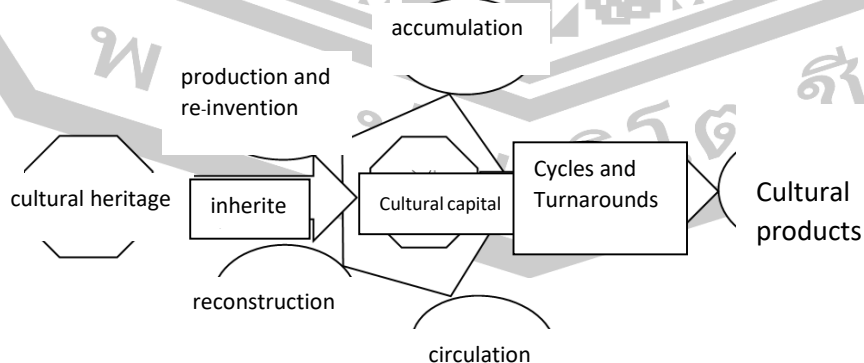 accumulation
production and
re-invention
cultural heritage
inherite
Cultural capital
Cycles and
Turnarounds
Cultural
products
reconstruction
circulation